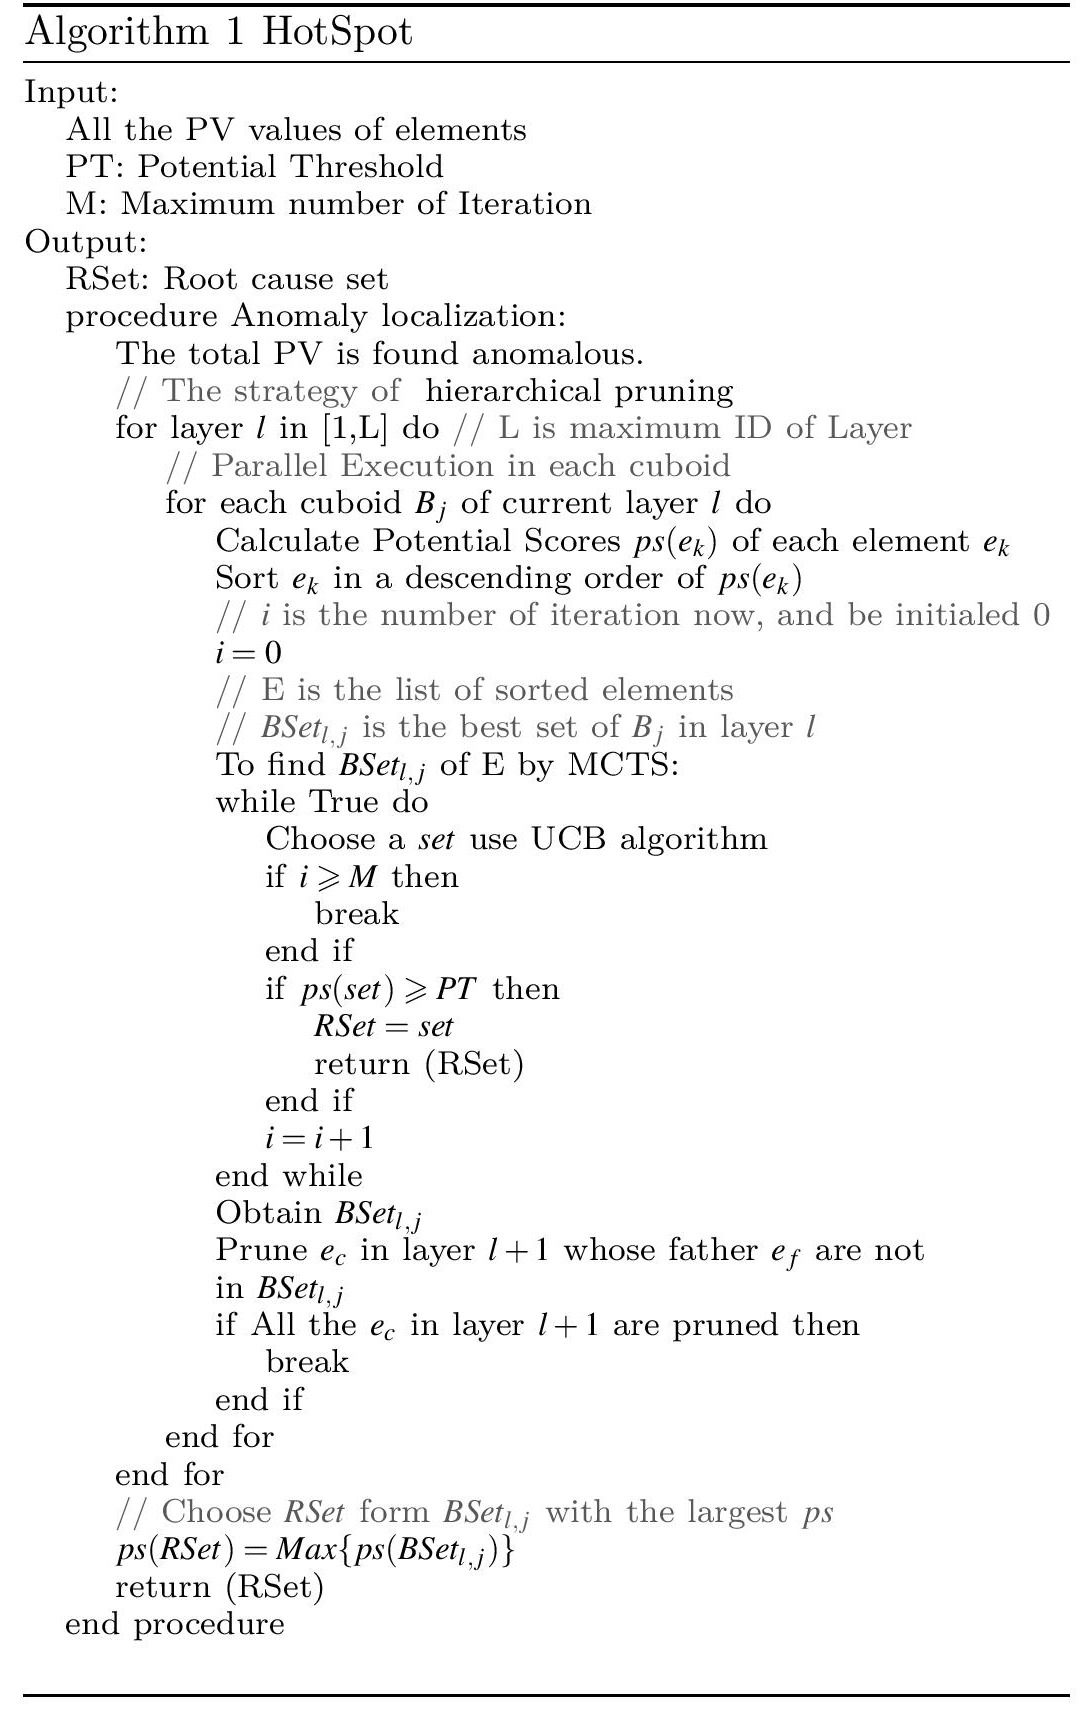 Algorithm 1 HotSpot
Input:
All the PV values of elements
PT: Potential Threshold
M: Maximum number of Iteration
Output:
RSet: Root cause set
procedure Anomaly localization:
The total PV is found anomalous.
// The strategy of hierarchical pruning
for layer l in [1,L] do // L is maximum ID of Layer
// Parallel Execution in each cuboid
for each cuboid B_j of current layer l do
Calculate Potential Scores ps(e_k) of each element e_k
Sort e_k in a descending order of ps(e_k)
// i is the number of iteration now, and be initialed 0
i = 0
// E is the list of sorted elements
// BSet_{l,j} is the best set of B_j in layer l
To find BSet_{l,j} of E by MCTS:
while True do
Choose a set use UCB algorithm
if i ⩾ M then
break
end if
if ps(set) ⩾ PT then
RSet = set
return (RSet)
end if
i = i + 1
end while
Obtain BSet_{l,j}
Prune e_c in layer l + 1 whose father e_f are not
in BSet_{l,j}
if All the e_c in layer l + 1 are pruned then
break
end if
end for
end for
// Choose RSet form BSet_{l,j} with the largest ps
ps(RSet) = Max{ps(BSet_{l,j})}
return (RSet)
end procedure